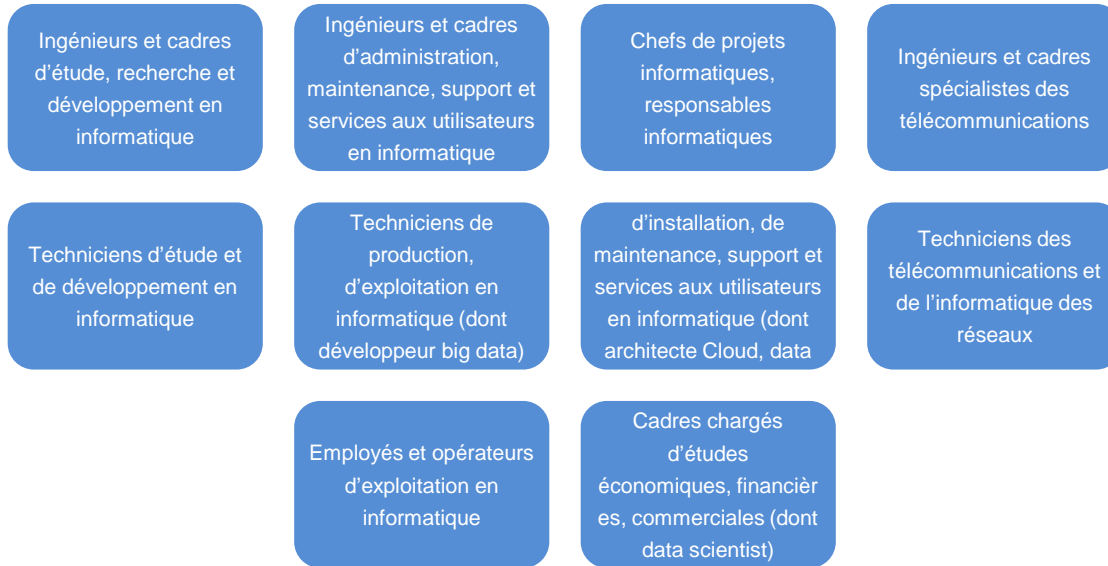 Ingénieurs et cadres
d’étude, recherche et
développement en
informatique
Ingénieurs et cadres
d’administration,
maintenance, support et
services aux utilisateurs
en informatique
Chefs de projets
informatiques,
responsables
informatiques
Ingénieurs et cadres
spécialistes des
télécommunications
Techniciens d’étude et
de développement en
informatique
Techniciens de
production,
d’exploitation en
informatique (dont
développeur big data)
d’installation, de
maintenance, support et
services aux utilisateurs
en informatique (dont
architecte Cloud, data
Techniciens des
télécommunications et
de l’informatique des
réseaux
Employés et opérateurs
d’exploitation en
informatique
Cadres chargés
d’études
économiques, financièr
es, commerciales (dont
data scientist)